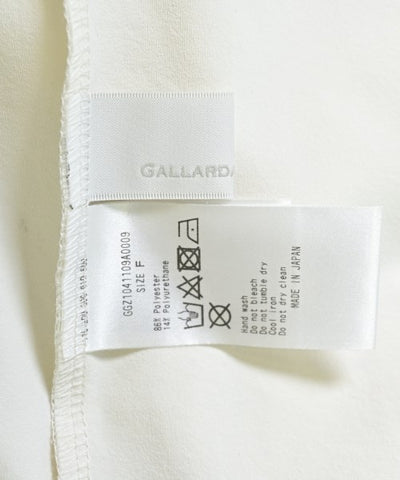 GALLARDA
GGZ1041109A0009
SIZE F
86% Polyester
14% Polyurethane
Hand wash
Do not bleach
Do not tumble dry
Cool iron
Do not dry clean
MADE IN JAPAN